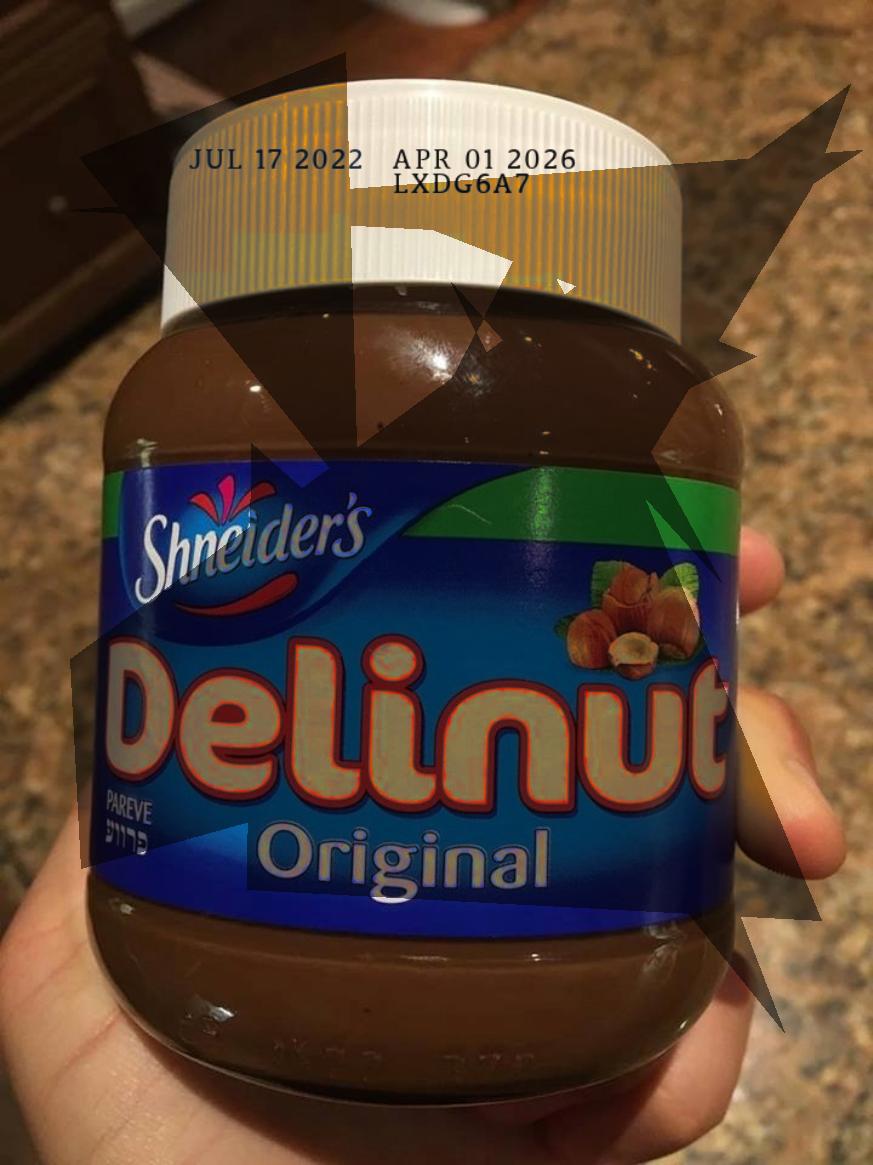 JUL 17 2022 APR 01 2026
LXDG6A7
Shneider's
Delinut
PAREVE
פרווע
Original